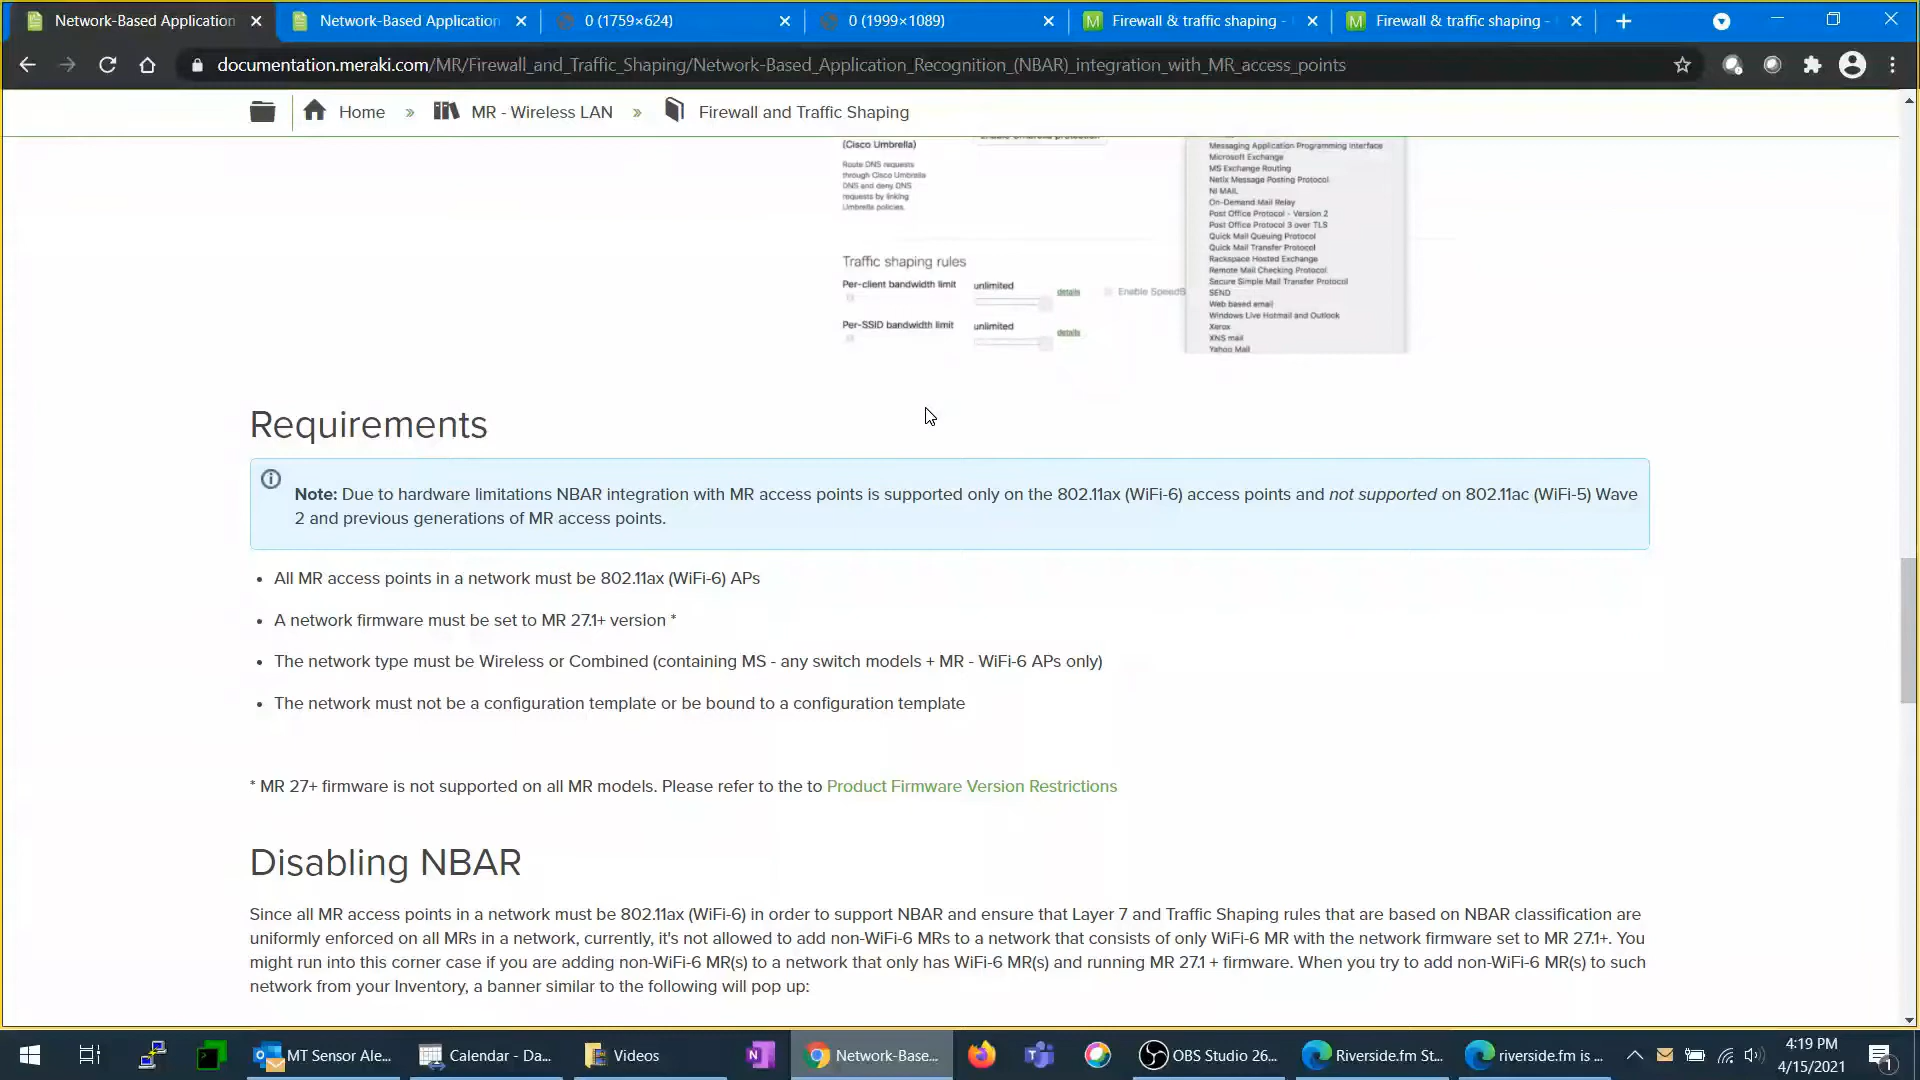 Network-Based Application
Network-Based Application
0 (1759×624)
0 (1999×1089)
Firewall & traffic shaping -
Firewall & traffic shaping -
documentation.meraki.com/MR/Firewall_and_Traffic_Shaping/Network-Based_Application_Recognition_(NBAR)_integration_with_MR_access_points
Home » MR - Wireless LAN » Firewall and Traffic Shaping
(Cisco Umbrella)
Route DNS requests
through Cisco Umbrella
DNS and deny DNS
requests by linking
Umbrella policies.
Messaging Application Programming Interface
Microsoft Exchange
MS Exchange Routing
Netix Message Posting Protocol
NI MAIL
On-Demand Mail Relay
Post Office Protocol - Version 2
Post Office Protocol 3 over TLS
Quick Mail Queuing Protocol
Quick Mail Transfer Protocol
Rackspace Hosted Exchange
Remote Mail Checking Protocol
Secure Simple Mail Transfer Protocol
SEND
Web based email
Windows Live Hotmail and Outlook
Xerox
XNS mail
Yahoo Mail
Traffic shaping rules
Per-client bandwidth limit unlimited details Enable SpeedB
Per-SSID bandwidth limit unlimited details
Requirements
Note: Due to hardware limitations NBAR integration with MR access points is supported only on the 802.11ax (WiFi-6) access points and not supported on 802.11ac (WiFi-5) Wave
2 and previous generations of MR access points.
• All MR access points in a network must be 802.11ax (WiFi-6) APs
• A network firmware must be set to MR 27.1+ version *
• The network type must be Wireless or Combined (containing MS - any switch models + MR - WiFi-6 APs only)
• The network must not be a configuration template or be bound to a configuration template
* MR 27+ firmware is not supported on all MR models. Please refer to the to Product Firmware Version Restrictions
Disabling NBAR
Since all MR access points in a network must be 802.11ax (WiFi-6) in order to support NBAR and ensure that Layer 7 and Traffic Shaping rules that are based on NBAR classification are
uniformly enforced on all MRs in a network, currently, it's not allowed to add non-WiFi-6 MRs to a network that consists of only WiFi-6 MR with the network firmware set to MR 27.1+. You
might run into this corner case if you are adding non-WiFi-6 MR(s) to a network that only has WiFi-6 MR(s) and running MR 27.1 + firmware. When you try to add non-WiFi-6 MR(s) to such
network from your Inventory, a banner similar to the following will pop up:
MT Sensor Ale...
Calendar - Da...
Videos
Network-Base...
OBS Studio 26...
Riverside.fm St...
riverside.fm is ...
4:19 PM
4/15/2021
1